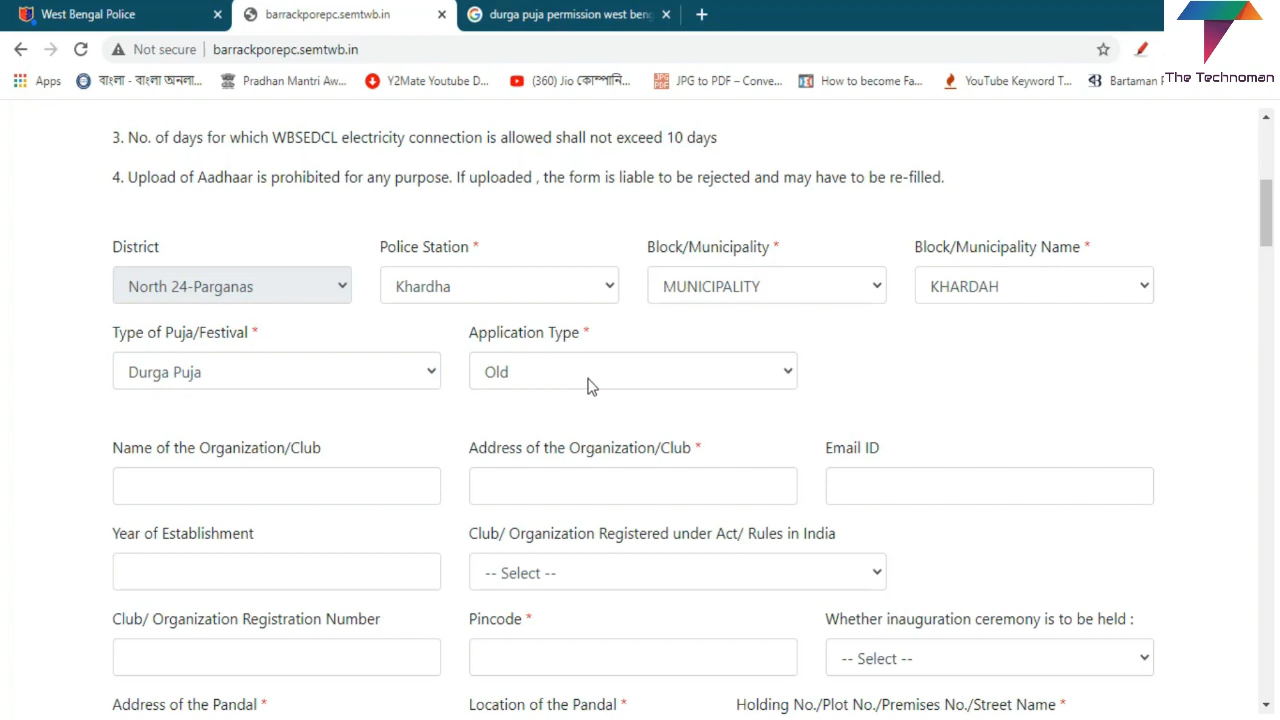 West Bengal Police
barrackporepc.semtwb.in
durga puja permission west beng
The Technoman
Not secure | barrackporepc.semtwb.in
Apps
বাংলা - বাংলা অনলা...
Pradhan Mantri Aw...
Y2Mate Youtube D...
(360) Jio কোম্পানি...
JPG to PDF – Conve...
How to become Fa...
YouTube Keyword T...
Bartaman
3. No. of days for which WBSEDCL electricity connection is allowed shall not exceed 10 days
4. Upload of Aadhaar is prohibited for any purpose. If uploaded , the form is liable to be rejected and may have to be re-filled.
District
Police Station *
Block/Municipality *
Block/Municipality Name *
North 24-Parganas
Khardha
MUNICIPALITY
KHARDAH
Type of Puja/Festival *
Application Type *
Durga Puja
Old
Name of the Organization/Club
Address of the Organization/Club *
Email ID
Year of Establishment
Club/ Organization Registered under Act/ Rules in India
-- Select --
Club/ Organization Registration Number
Pincode *
Whether inauguration ceremony is to be held :
-- Select --
Address of the Pandal *
Location of the Pandal *
Holding No./Plot No./Premises No./Street Name *